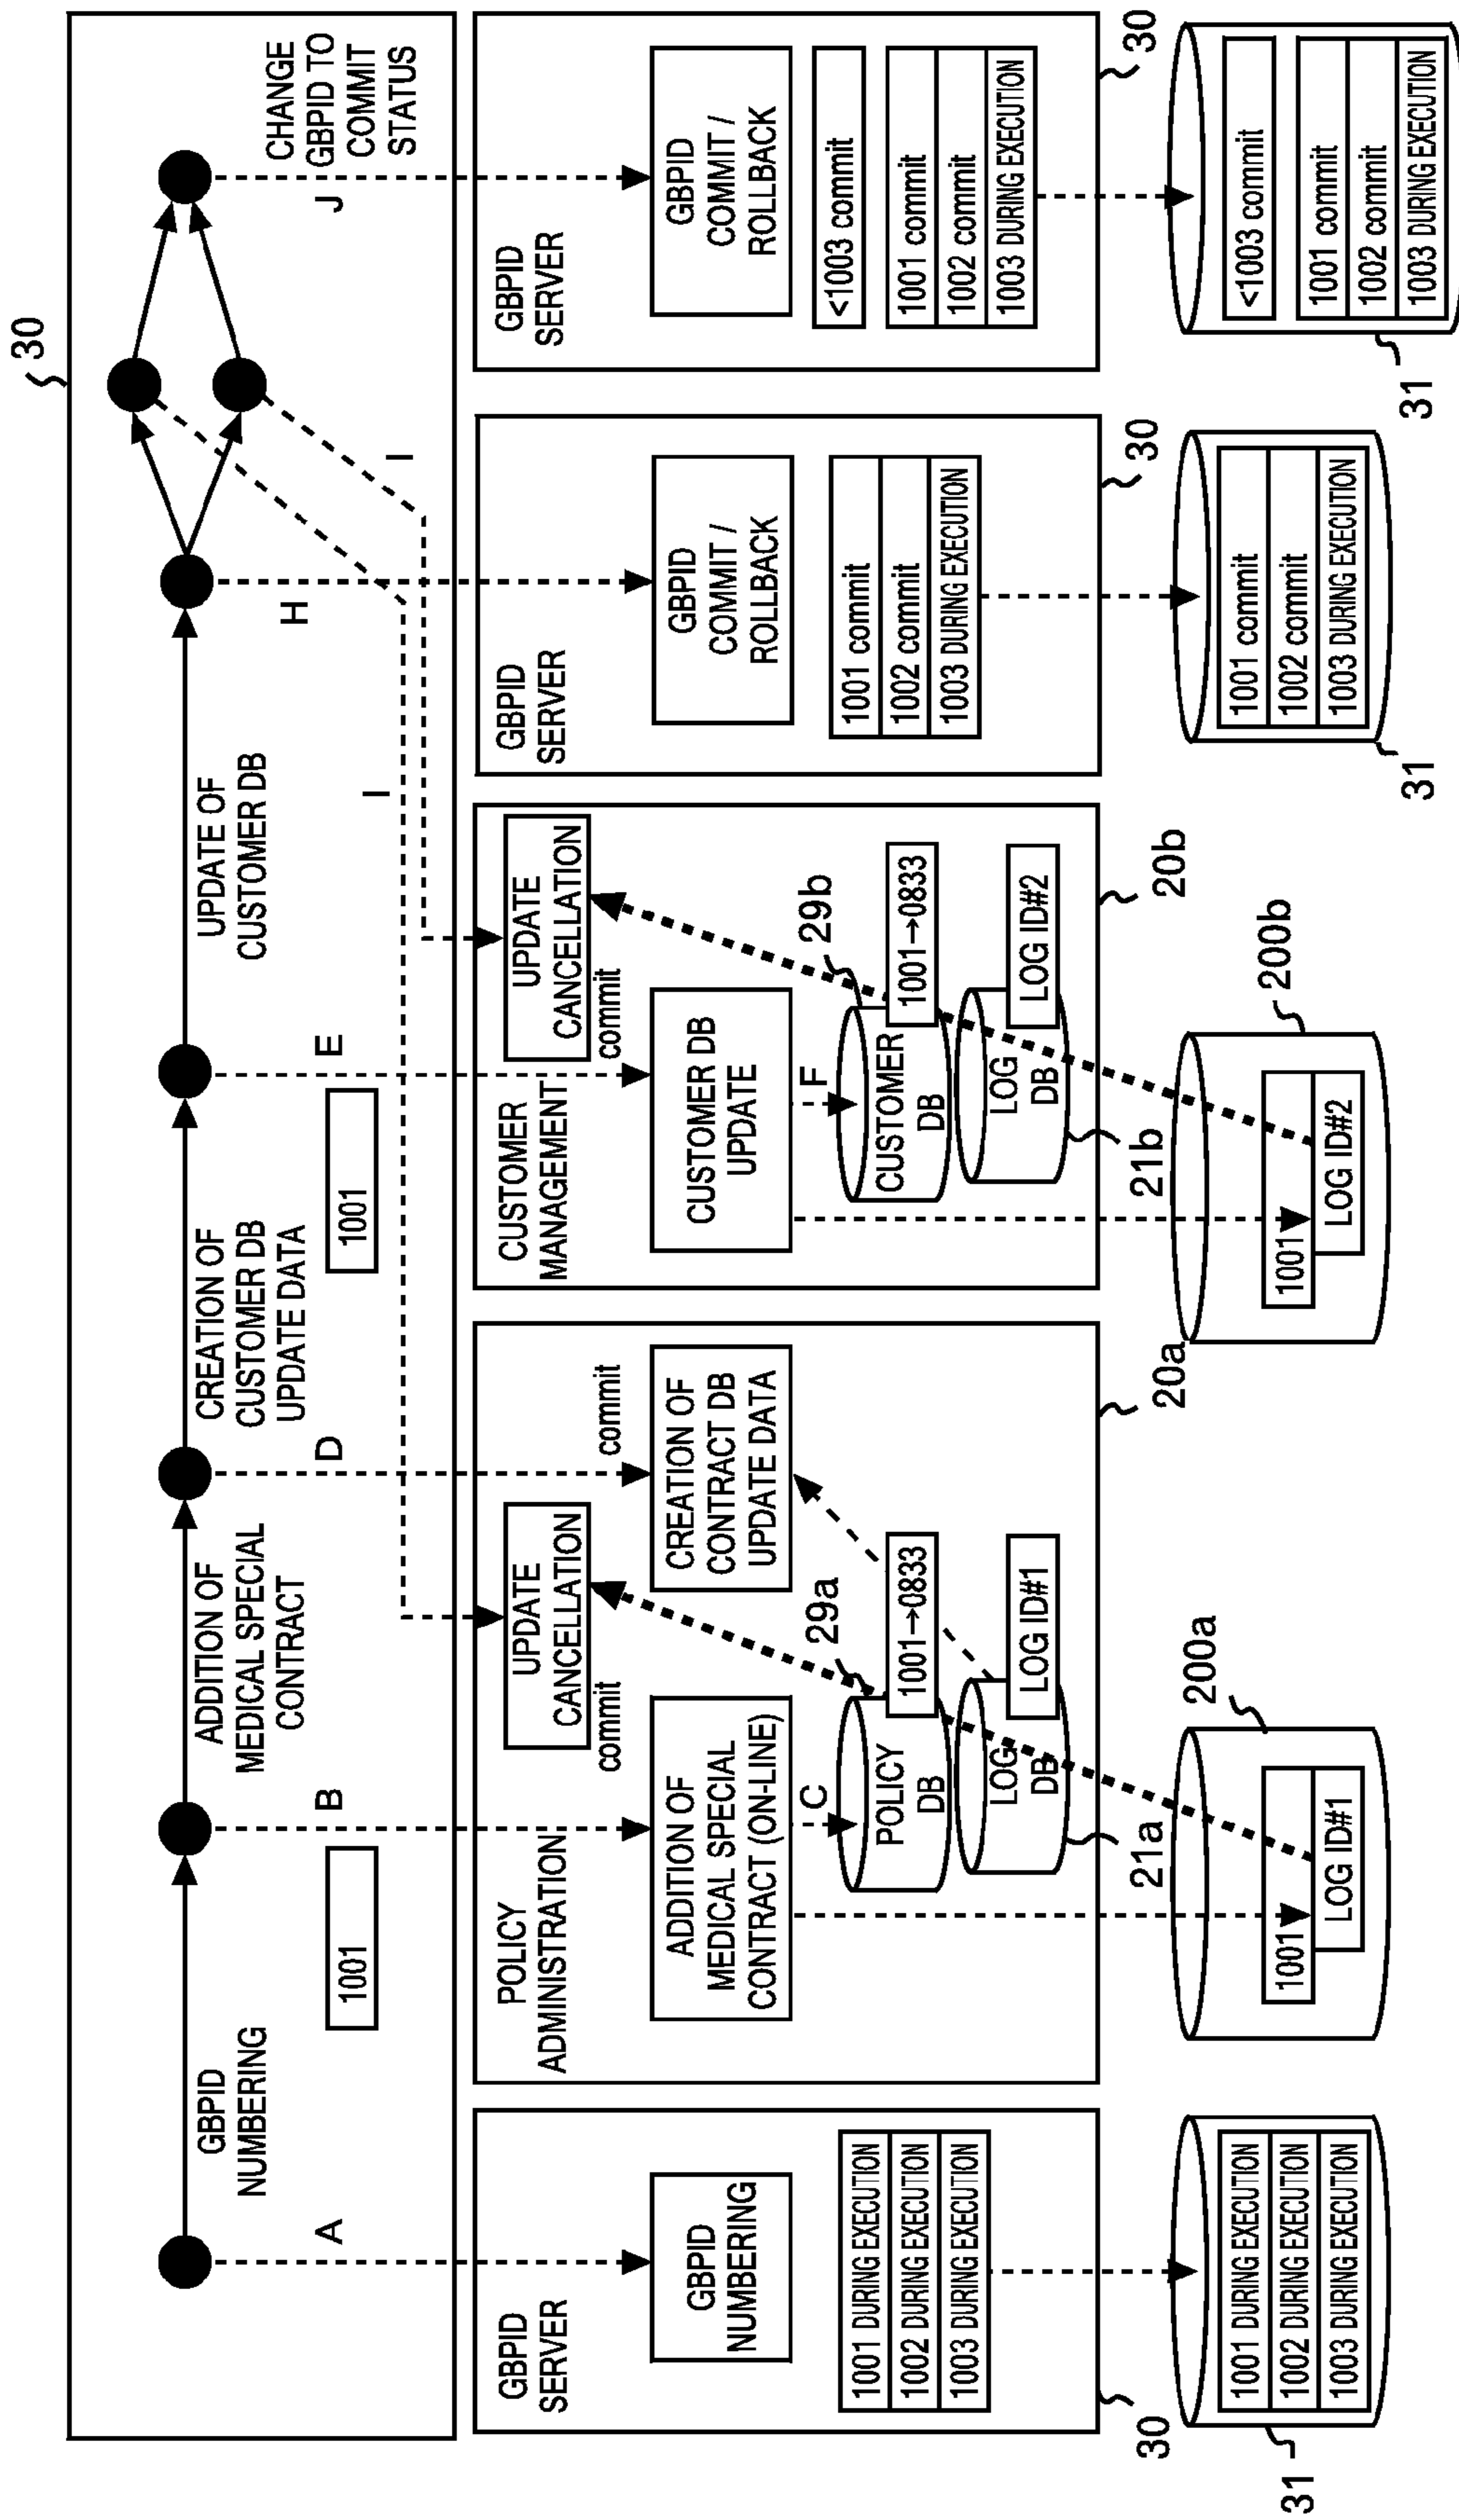 30
GBPID
NUMBERING
ADDITION OF
MEDICAL SPECIAL
CONTRACT
CREATION OF
CUSTOMER DB
UPDATE DATA
UPDATE OF
CUSTOMER DB
CHANGE
GBPID TO
COMMIT
STATUS
A
1001
B
D
1001
E
H
I
I
J
GBPID
SERVER
GBPID
NUMBERING
1001 DURING EXECUTION
1002 DURING EXECUTION
1003 DURING EXECUTION
30
1001 DURING EXECUTION
1002 DURING EXECUTION
1003 DURING EXECUTION
31
POLICY
ADMINISTRATION
UPDATE
CANCELLATION
commit
commit
ADDITION OF
MEDICAL SPECIAL
CONTRACT (ON-LINE)
CREATION OF
CONTRACT DB
UPDATE DATA
C
29a
POLICY
DB
1001→0833
LOG
DB
LOG ID#1
21a
20a
200a
1001
LOG ID#1
CUSTOMER
MANAGEMENT
UPDATE
CANCELLATION
commit
CUSTOMER DB
UPDATE
F
29b
CUSTOMER
DB
1001→0833
LOG
DB
LOG ID#2
21b
20b
200b
1001
LOG ID#2
GBPID
SERVER
GBPID
COMMIT /
ROLLBACK
1001 commit
1002 commit
1003 DURING EXECUTION
30
1001 commit
1002 commit
1003 DURING EXECUTION
31
GBPID
SERVER
GBPID
COMMIT /
ROLLBACK
<1003 commit
1001 commit
1002 commit
1003 DURING EXECUTION
30
<1003 commit
1001 commit
1002 commit
1003 DURING EXECUTION
31